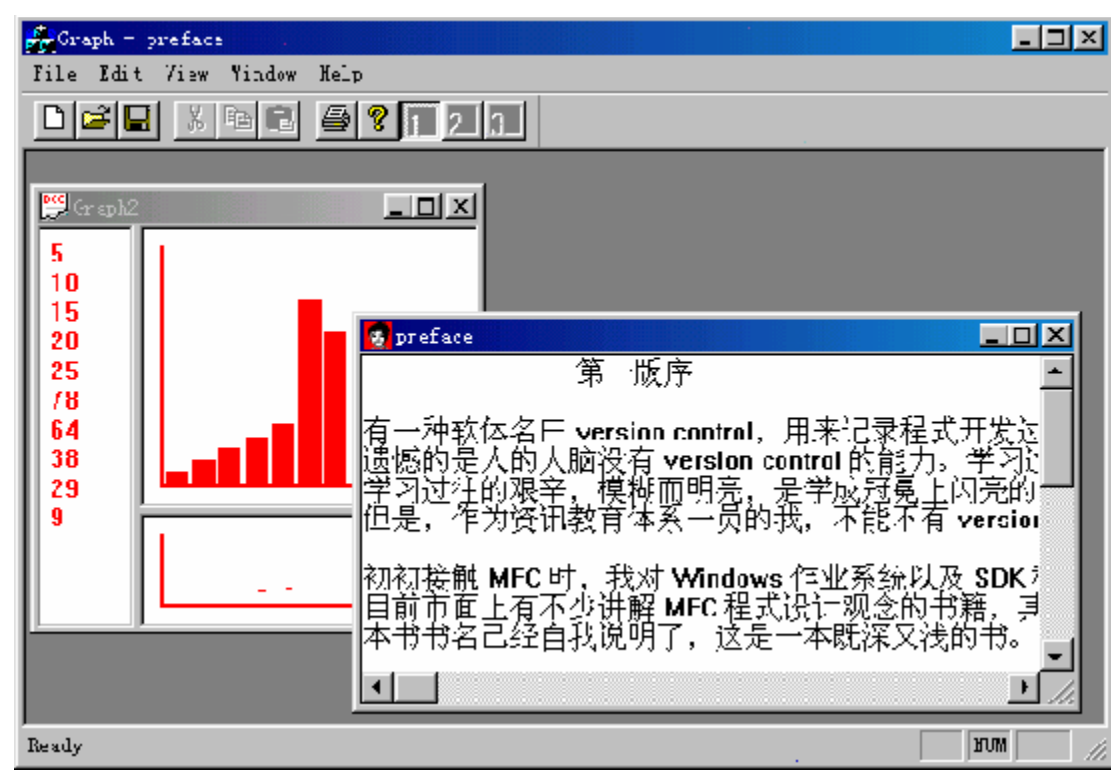 Graph - preface
File Edit View Window Help
1 2 3
Graph2
5
10
15
20
25
78
64
38
29
9
preface
第 版序
有一种软体名 version control，用来记录程式开发过
遗憾的是人的人脑没有 version control 的能力。学习过
学习过往的艰辛，模糊而明亮，是学成冠冕上闪亮的
但是，作为资讯教育体系一员的我，不能不有 version
初初接触 MFC 时，我对 Windows 作业系统以及 SDK
目前市面上有不少讲解 MFC 程式设计观念的书籍，其
本书书名已经自我说明了，这是一本既深又浅的书。
Ready
NUM